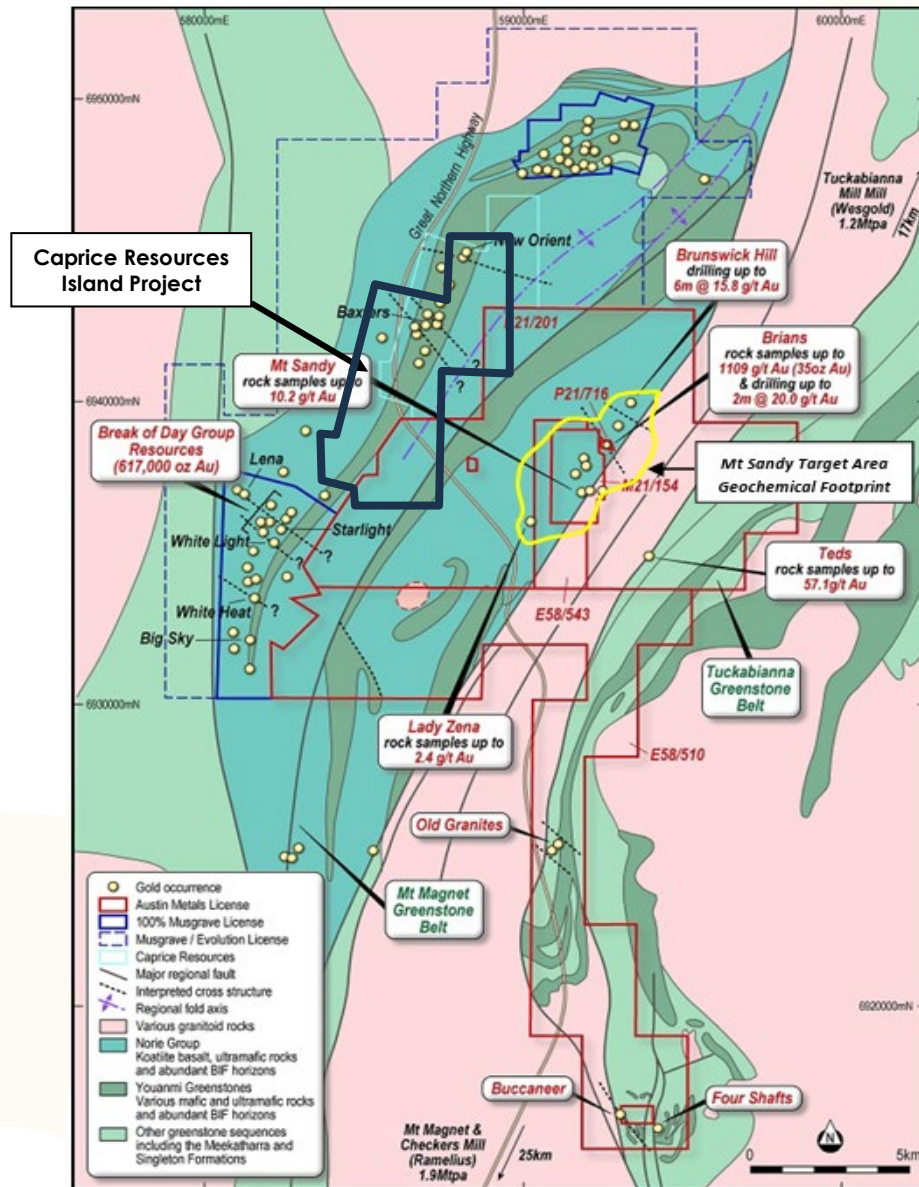 580000mE
590000mE
600000mE
6950000mN
Great Northern Highway
Tuckabianna
Mill Mill
(Wesgold)
1.2Mtpa
17km
Caprice Resources
Island Project
New Orient
Brunswick Hill
drilling up to
6m @ 15.8 g/t Au
Baxters
?
?
E21/201
Mt Sandy
rock samples up to
10.2 g/t Au
Brians
rock samples up to
1109 g/t Au (35oz Au)
& drilling up to
2m @ 20.0 g/t Au
6940000mN
P21/716
Break of Day Group
Resources
(617,000 oz Au)
Lena
M21/154
Mt Sandy Target Area
Geochemical Footprint
Starlight
White Light
?
?
Teds
rock samples up to
57.1g/t Au
White Heat
?
E58/543
Big Sky
Tuckabianna
Greenstone
Belt
6930000mN
Lady Zena
rock samples up to
2.4 g/t Au
E58/510
Old Granites
Mt Magnet
Greenstone
Belt
Gold occurrence
Austin Metals License
100% Musgrave License
Musgrave / Evolution License
Caprice Resources
Major regional fault
Interpreted cross structure
Regional fold axis
Various granitoid rocks
Norie Group
Koatiite basalt, ultramafic rocks
and abundant BIF horizons
Youanmi Greenstones
Various mafic and ultramafic rocks
and abundant BIF horizons
Other greenstone sequences
including the Meekatharra and
Singleton Formations
6920000mN
Buccaneer
Four Shafts
Mt Magnet &
Checkers Mill
(Ramelius)
1.9Mtpa
25km
N
0
5km